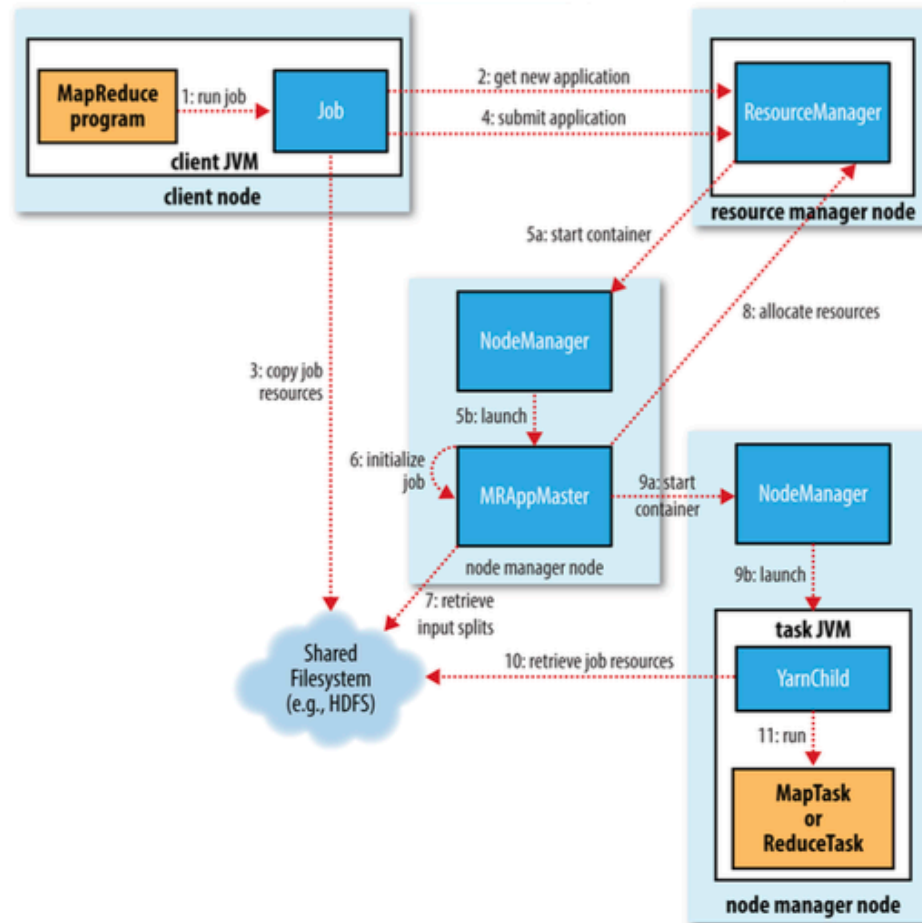 MapReduce
program
1: run job
Job
client JVM
client node
2: get new application
4: submit application
ResourceManager
resource manager node
5a: start container
8: allocate resources
3: copy job
resources
NodeManager
5b: launch
6: initialize
job
MRAppMaster
node manager node
9a: start
container
NodeManager
9b: launch
7: retrieve
input splits
Shared
Filesystem
(e.g., HDFS)
10: retrieve job resources
task JVM
YarnChild
11: run
MapTask
or
ReduceTask
node manager node